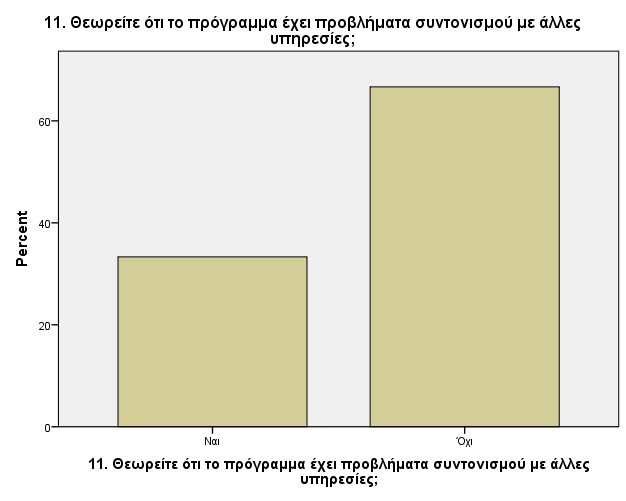 11. Θεωρείτε ότι το πρόγραμμα έχει προβλήματα συντονισμού με άλλες
υπηρεσίες;
Percent
60
40
20
0
Ναι
Όχι
11. Θεωρείτε ότι το πρόγραμμα έχει προβλήματα συντονισμού με άλλες
υπηρεσίες;